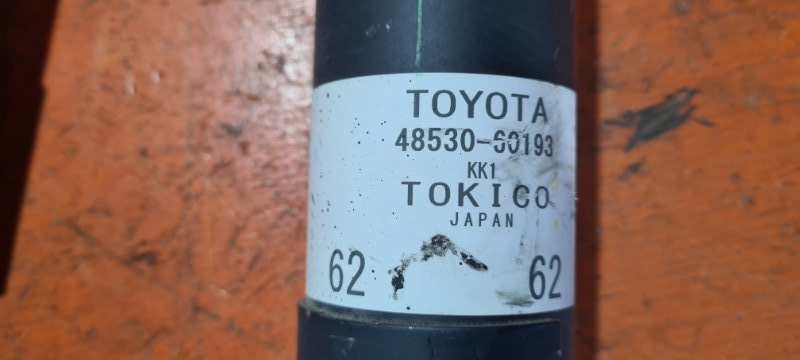 TOYOTA
48530-60193
KK1
TOKICO
JAPAN
62 62